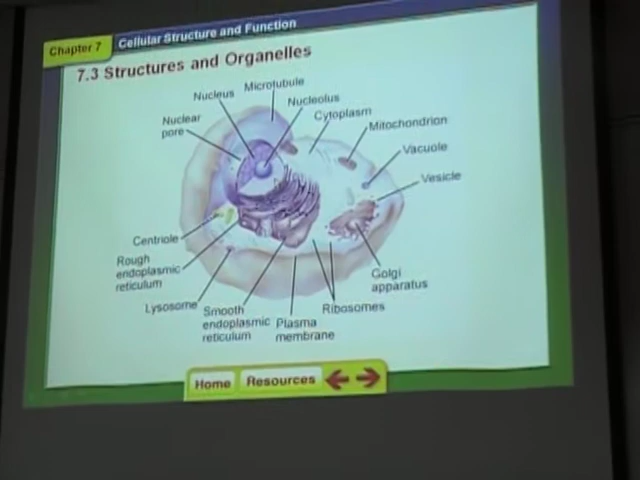 Chapter 7
Cellular Structure and Function
7.3 Structures and Organelles
Microtubule
Nucleus
Nucleolus
Nuclear
pore
Cytoplasm
Mitochondrion
Vacuole
Vesicle
Centriole
Rough
endoplasmic
reticulum
Golgi
apparatus
Lysosome
Smooth
endoplasmic
reticulum
Plasma
membrane
Ribosomes
Home
Resources